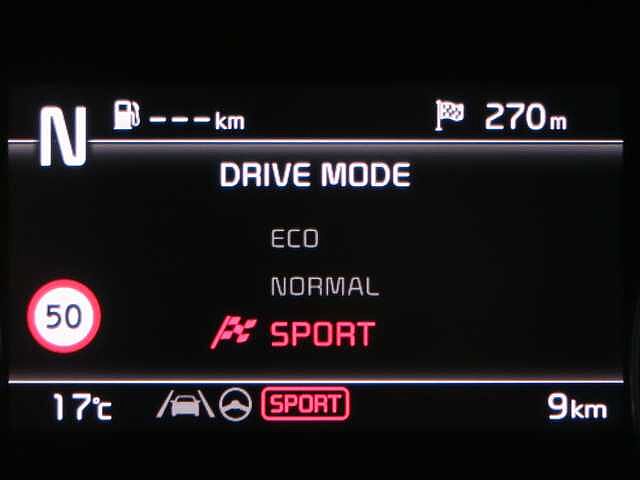 N ---km 270m
DRIVE MODE
ECO
NORMAL
50
SPORT
17°C SPORT 9km